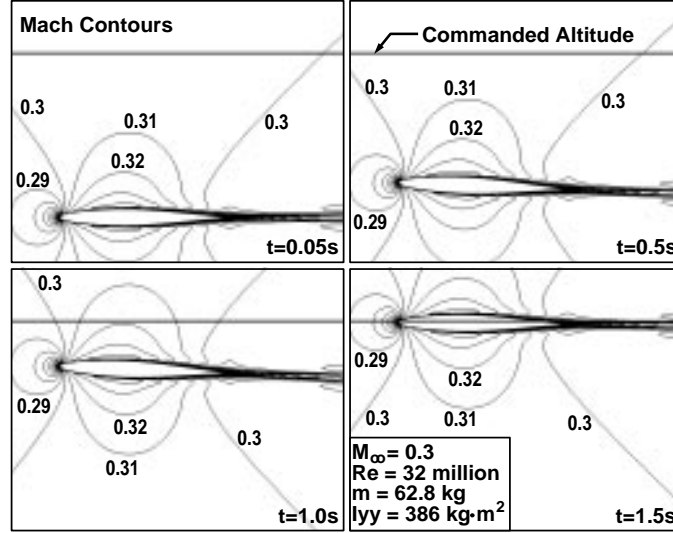 Mach Contours
0.3
0.31
0.32
0.3
0.29
t=0.05s
Commanded Altitude
0.3
0.31
0.32
0.3
0.29
t=0.5s
0.3
0.29
0.32
0.31
0.3
t=1.0s
0.29
0.32
0.31
0.3
0.3
M∞= 0.3
Re = 32 million
m = 62.8 kg
Iyy = 386 kg·m²
t=1.5s